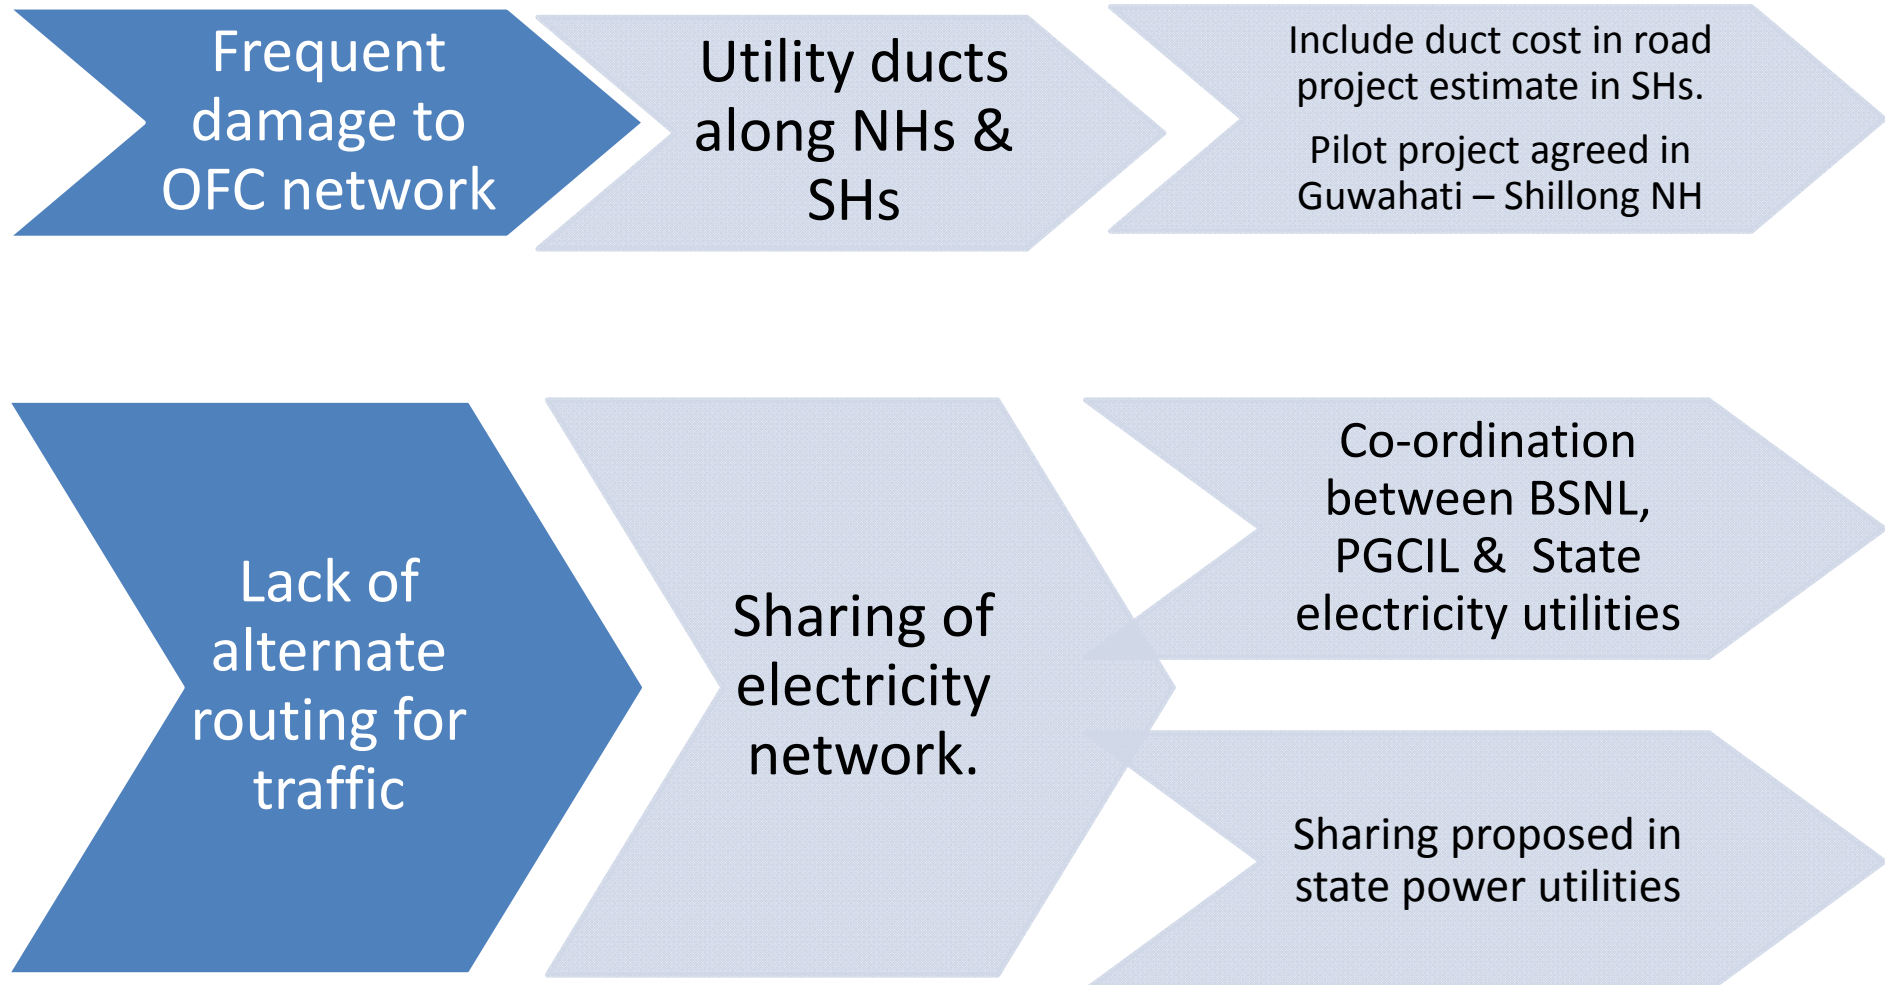 Frequent
damage to
OFC network
Utility ducts
along NHs &
SHs
Include duct cost in road
project estimate in SHs.
Pilot project agreed in
Guwahati – Shillong NH
Lack of
alternate
routing for
traffic
Sharing of
electricity
network.
Co-ordination
between BSNL,
PGCIL &  State
electricity utilities
Sharing proposed in
state power utilities